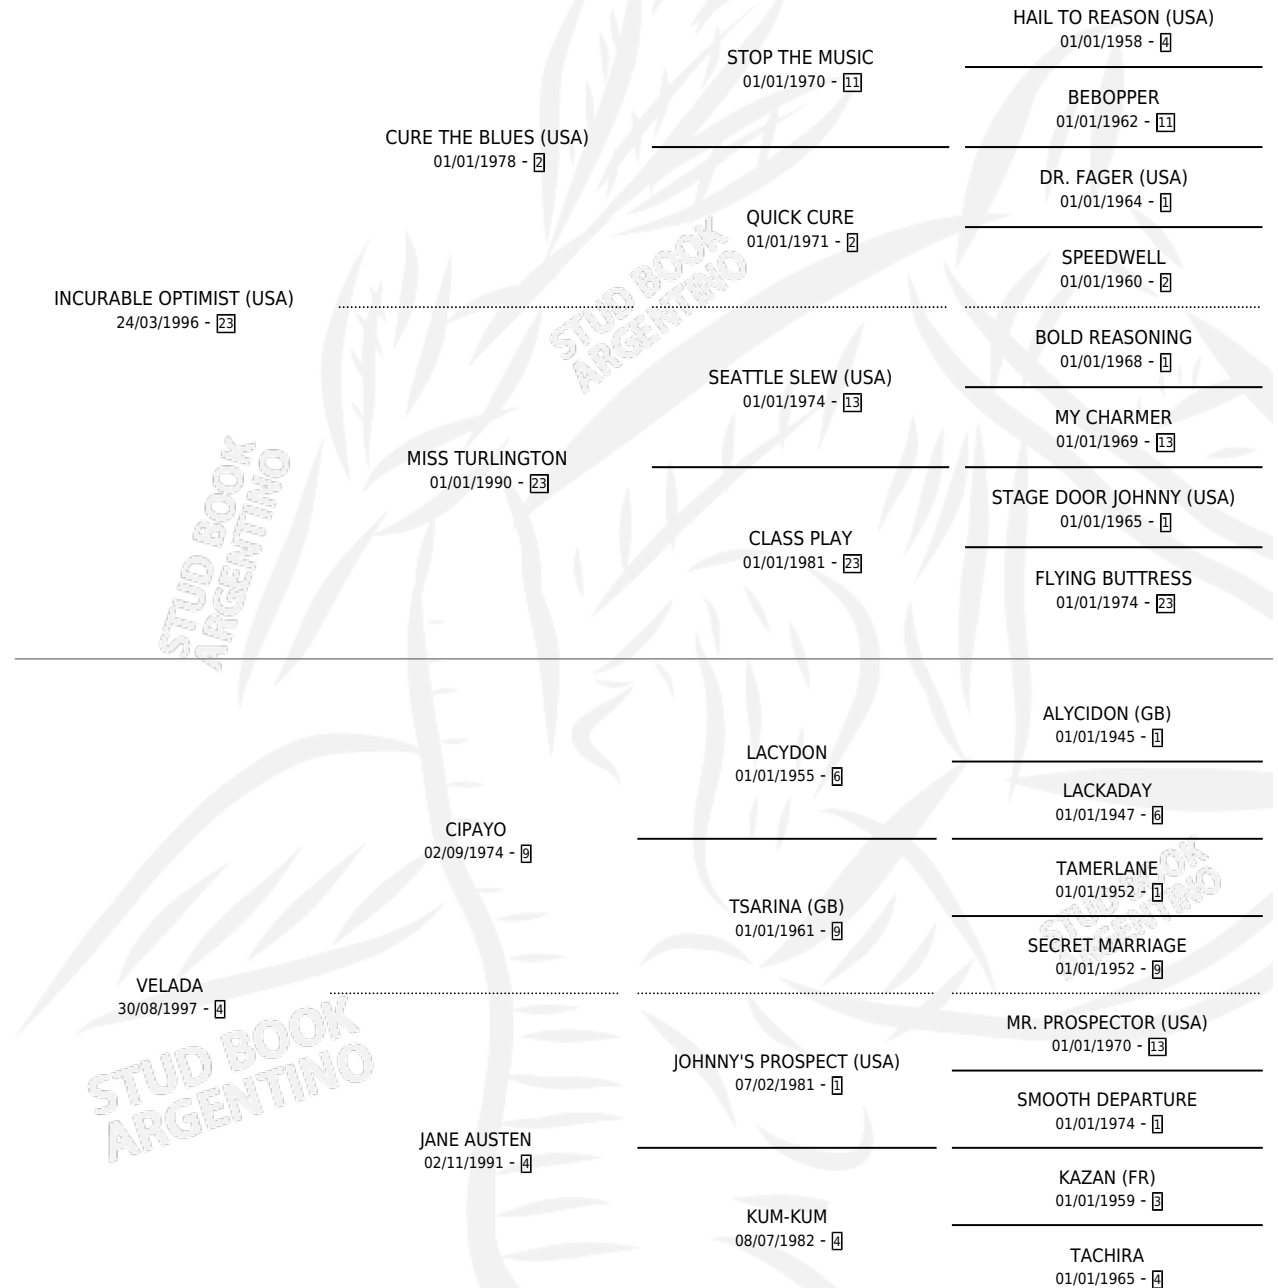 HAIL TO REASON (USA)
01/01/1958 - 4
STOP THE MUSIC
01/01/1970 - 11
BEBOPPER
01/01/1962 - 11
CURE THE BLUES (USA)
01/01/1978 - 2
DR. FAGER (USA)
01/01/1964 - 1
QUICK CURE
01/01/1971 - 2
SPEEDWELL
01/01/1960 - 2
INCURABLE OPTIMIST (USA)
24/03/1996 - 23
BOLD REASONING
01/01/1968 - 1
SEATTLE SLEW (USA)
01/01/1974 - 13
MY CHARMER
01/01/1969 - 13
MISS TURLINGTON
01/01/1990 - 23
STAGE DOOR JOHNNY (USA)
01/01/1965 - 1
CLASS PLAY
01/01/1981 - 23
FLYING BUTTRESS
01/01/1974 - 23
ALYCIDON (GB)
01/01/1945 - 1
LACYDON
01/01/1955 - 6
LACKADAY
01/01/1947 - 6
CIPAYO
02/09/1974 - 9
TAMERLANE
01/01/1952 - 1
TSARINA (GB)
01/01/1961 - 9
SECRET MARRIAGE
01/01/1952 - 9
VELADA
30/08/1997 - 4
MR. PROSPECTOR (USA)
01/01/1970 - 13
JOHNNY'S PROSPECT (USA)
07/02/1981 - 1
SMOOTH DEPARTURE
01/01/1974 - 1
JANE AUSTEN
02/11/1991 - 4
KAZAN (FR)
01/01/1959 - 3
KUM-KUM
08/07/1982 - 4
TACHIRA
01/01/1965 - 4
STUD BOOK
ARGENTINO
STUD BOOK
ARGENTINO
STUD BOOK
ARGENTINO
STUD BOOK
ARGENTINO